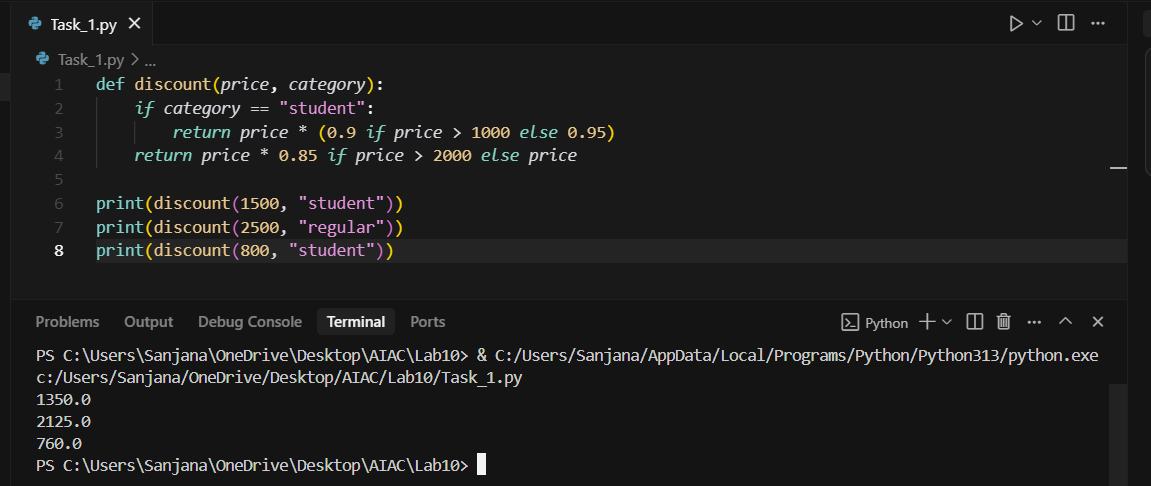 Task_1.py
Task_1.py > ...
1 def discount(price, category):
2 if category == "student":
3 return price * (0.9 if price > 1000 else 0.95)
4 return price * 0.85 if price > 2000 else price
5
6 print(discount(1500, "student"))
7 print(discount(2500, "regular"))
8 print(discount(800, "student"))
Problems Output Debug Console Terminal Ports Python
PS C:\Users\Sanjana\OneDrive\Desktop\AIAC\Lab10> & C:/Users/Sanjana/AppData/Local/Programs/Python/Python313/python.exe
c:/Users/Sanjana/OneDrive/Desktop/AIAC/Lab10/Task_1.py
1350.0
2125.0
760.0
PS C:\Users\Sanjana\OneDrive\Desktop\AIAC\Lab10>